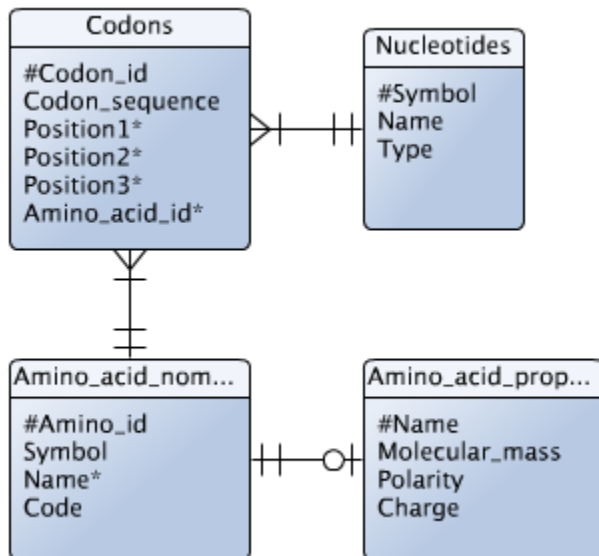 Codons
#Codon_id
Codon_sequence
Position1*
Position2*
Position3*
Amino_acid_id*
Nucleotides
#Symbol
Name
Type
Amino_acid_nom...
#Amino_id
Symbol
Name*
Code
Amino_acid_prop...
#Name
Molecular_mass
Polarity
Charge